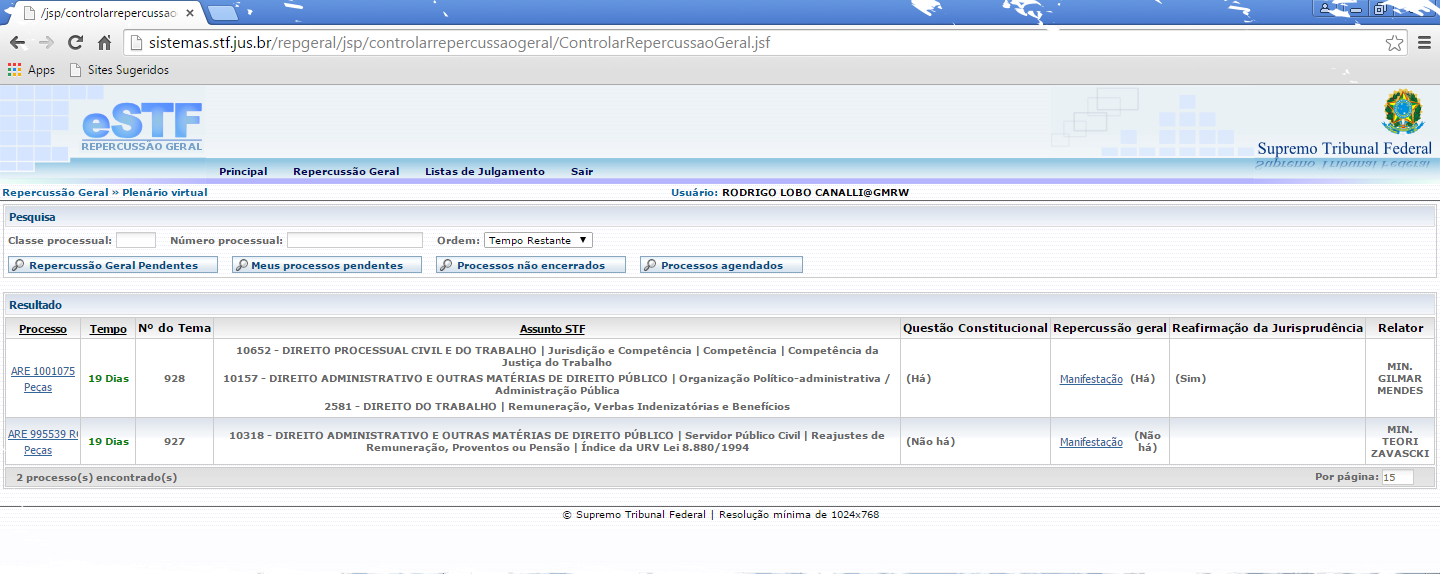 /jsp/controlarrepercussao
sistemas.stf.jus.br/repgeral/jsp/controlarrepercussaogeral/ControlarRepercussaoGeral.jsf
Apps Sites Sugeridos
eSTF
REPERCUSSÃO GERAL
Supremo Tribunal Federal
Principal Repercussão Geral Listas de Julgamento Sair
Repercussão Geral » Plenário virtual Usuário: RODRIGO LOBO CANALLI@GMRW
Pesquisa
Classe processual: Número processual: Ordem: Tempo Restante
Repercussão Geral Pendentes Meus processos pendentes Processos não encerrados Processos agendados
Resultado
Processo Tempo Nº do Tema Assunto STF Questão Constitucional Repercussão geral Reafirmação da Jurisprudência Relator
ARE 1001075
Peças
19 Dias
928
10652 - DIREITO PROCESSUAL CIVIL E DO TRABALHO | Jurisdição e Competência | Competência | Competência da
Justiça do Trabalho
10157 - DIREITO ADMINISTRATIVO E OUTRAS MATÉRIAS DE DIREITO PÚBLICO | Organização Político-administrativa /
Administração Pública
2581 - DIREITO DO TRABALHO | Remuneração, Verbas Indenizatórias e Benefícios
(Há)
Manifestação (Há)
(Sim)
MIN.
GILMAR
MENDES
ARE 995539
Peças
19 Dias
927
10318 - DIREITO ADMINISTRATIVO E OUTRAS MATÉRIAS DE DIREITO PÚBLICO | Servidor Público Civil | Reajustes de
Remuneração, Proventos ou Pensão | Índice da URV Lei 8.880/1994
(Não há)
Manifestação (Não
há)
MIN.
TEORI
ZAVASCKI
2 processo(s) encontrado(s) Por página: 15
© Supremo Tribunal Federal | Resolução mínima de 1024x768